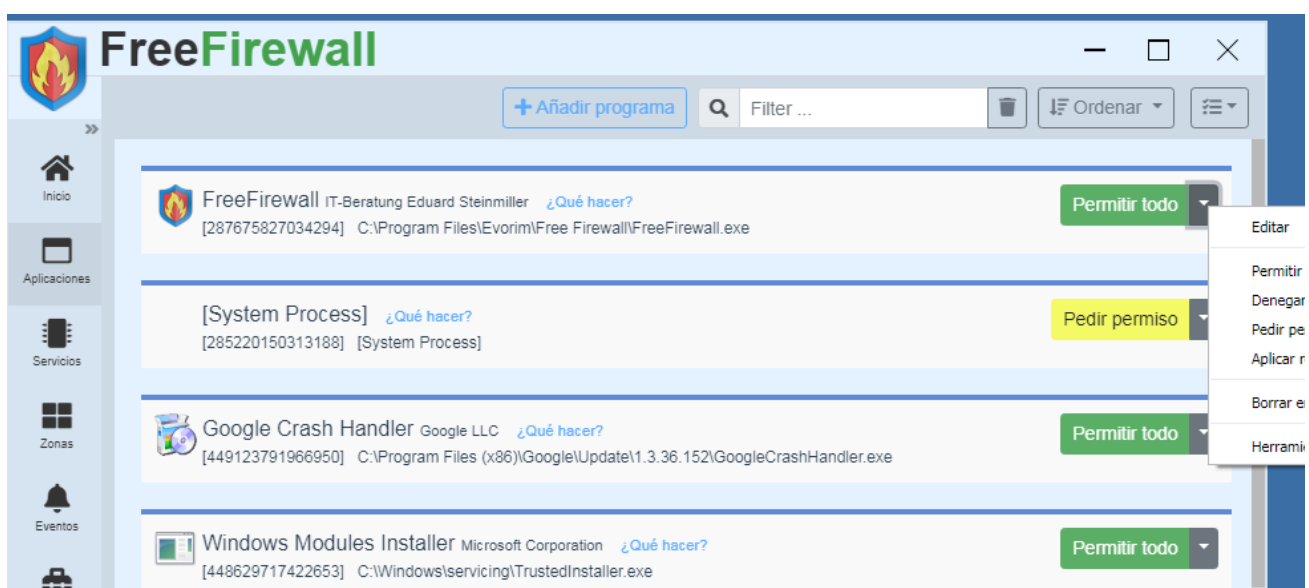 FreeFirewall
+ Añadir programa Filter ... Ordenar
Inicio
Aplicaciones
Servicios
Zonas
Eventos
FreeFirewall IT-Beratung Eduard Steinmiller ¿Qué hacer? Permitir todo
[287675827034294] C:\Program Files\Evorim\Free Firewall\FreeFirewall.exe
[System Process] ¿Qué hacer? Pedir permiso
[285220150313188] [System Process]
Google Crash Handler Google LLC ¿Qué hacer? Permitir todo
[449123791966950] C:\Program Files (x86)\Google\Update\1.3.36.152\GoogleCrashHandler.exe
Windows Modules Installer Microsoft Corporation ¿Qué hacer? Permitir todo
[448629717422653] C:\Windows\servicing\TrustedInstaller.exe
Editar
Permitir
Denegar
Pedir
Aplicar
Borrar